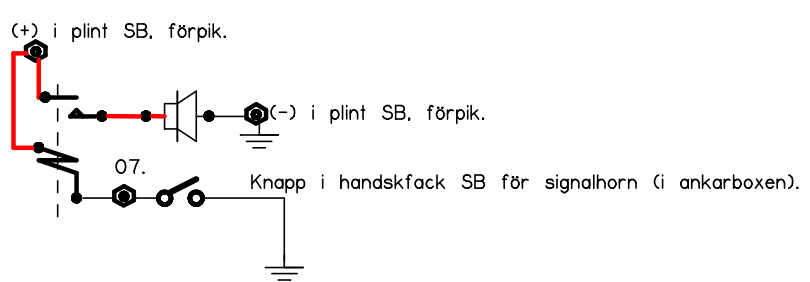 (+) i plint SB, förpik.
(-) i plint SB, förpik.
07.
Knapp i handskfack SB för signalhorn (i ankarboxen).